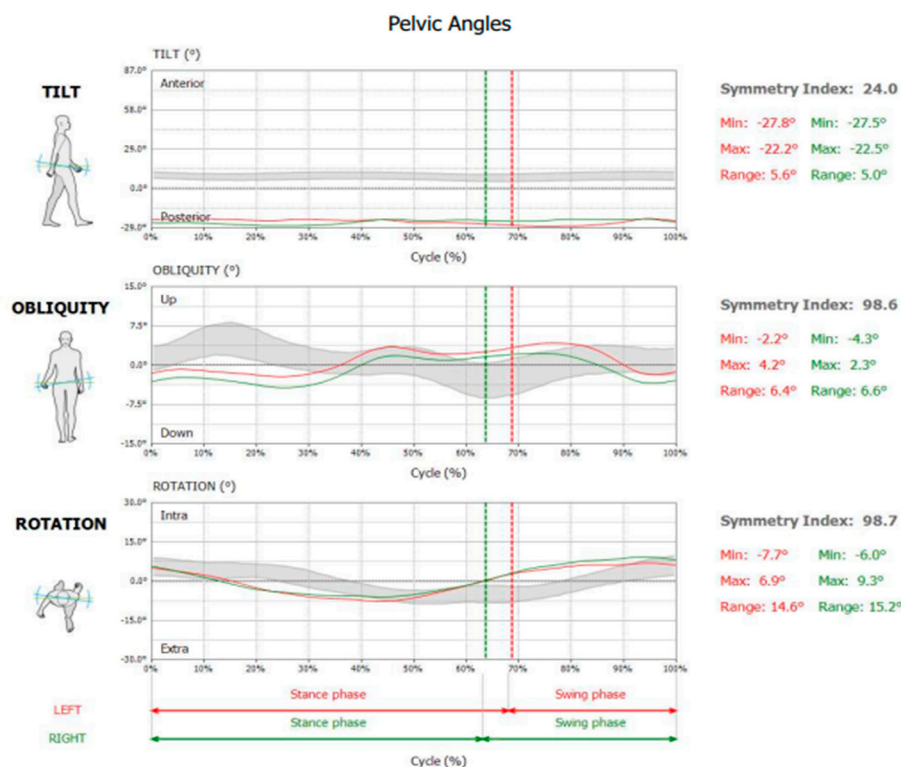 Pelvic Angles
TILT (°)
TILT
87.0°
58.0°
29.0°
0.0°
-29.0°
Anterior
Posterior
0% 10% 20% 30% 40% 50% 60% 70% 80% 90% 100%
Cycle (%)
Symmetry Index: 24.0
Min: -27.8° Min: -27.5°
Max: -22.2° Max: -22.5°
Range: 5.6° Range: 5.0°
OBLIQUITY (°)
OBLIQUITY
15.0°
7.5°
0.0°
-7.5°
-15.0°
Up
Down
0% 10% 20% 30% 40% 50% 60% 70% 80% 90% 100%
Cycle (%)
Symmetry Index: 98.6
Min: -2.2° Min: -4.3°
Max: 4.2° Max: 2.3°
Range: 6.4° Range: 6.6°
ROTATION (°)
ROTATION
30.0°
15.0°
0.0°
-15.0°
-30.0°
Intra
Extra
0% 10% 20% 30% 40% 50% 60% 70% 80% 90% 100%
Symmetry Index: 98.7
Min: -7.7° Min: -6.0°
Max: 6.9° Max: 9.3°
Range: 14.6° Range: 15.2°
LEFT Stance phase Swing phase
RIGHT Stance phase Swing phase
Cycle (%)